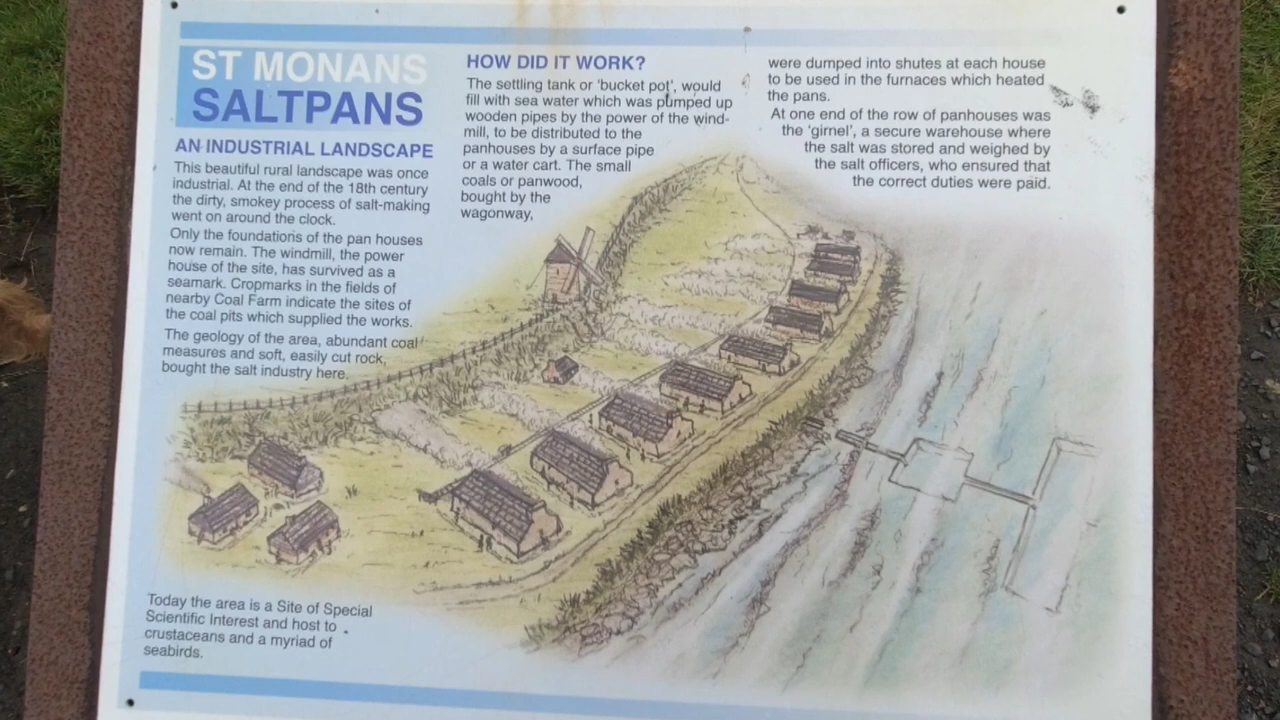 ST MONANS
SALTPANS
AN INDUSTRIAL LANDSCAPE
This beautiful rural landscape was once
industrial. At the end of the 18th century
the dirty, smokey process of salt-making
went on around the clock.
Only the foundations of the pan houses
now remain. The windmill, the power
house of the site, has survived as a
seamark. Cropmarks in the fields of
nearby Coal Farm indicate the sites of
the coal pits which supplied the works.
The geology of the area, abundant coal
measures and soft, easily cut rock,
bought the salt industry here.
HOW DID IT WORK?
The settling tank or 'bucket pot', would
fill with sea water which was pumped up
wooden pipes by the power of the wind-
mill, to be distributed to the
panhouses by a surface pipe
or a water cart. The small
coals or panwood,
bought by the
wagonway,
were dumped into shutes at each house
to be used in the furnaces which heated
the pans.
At one end of the row of panhouses was
the 'girnel', a secure warehouse where
the salt was stored and weighed by
the salt officers, who ensured that
the correct duties were paid.
Today the area is a Site of Special
Scientific Interest and host to
crustaceans and a myriad of
seabirds.